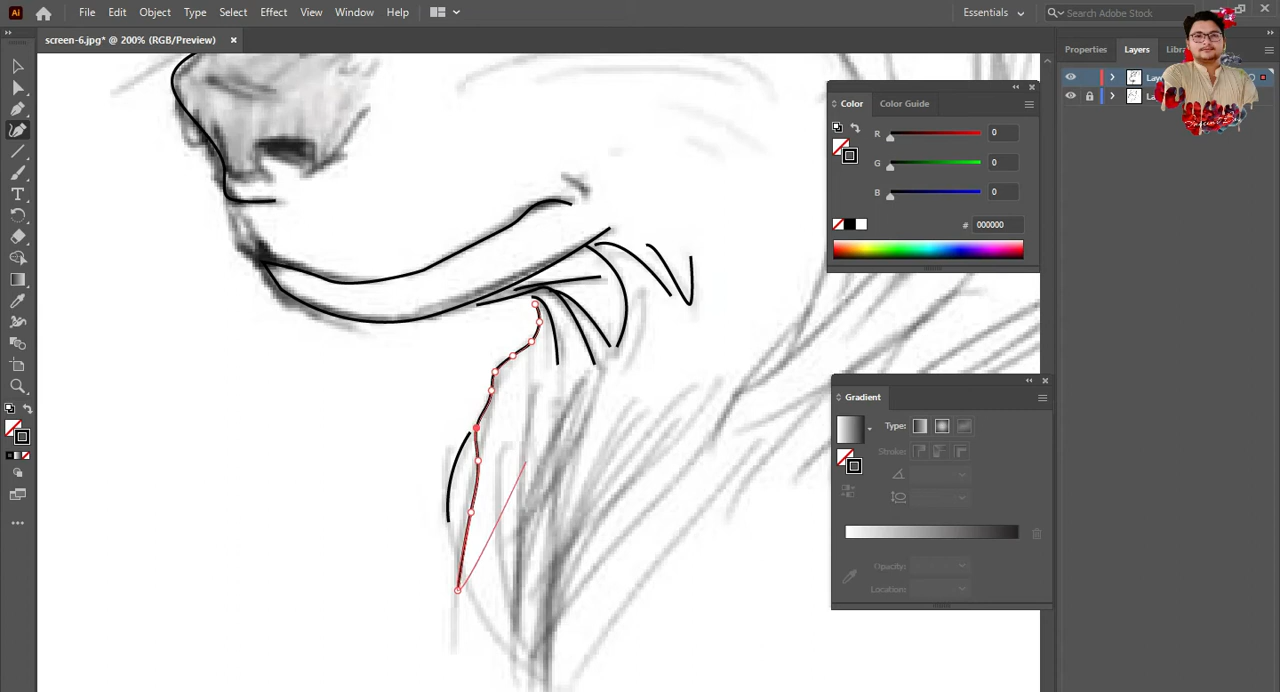 Ai File Edit Object Type Select Effect View Window Help Essentials Search Adobe Stock
screen-6.jpg* @ 200% (RGB/Preview) ×
Properties Layers
Color Color Guide
R 0
G 0
B 0
# 000000
Gradient
Type:
Stroke:
Opacity:
Location: